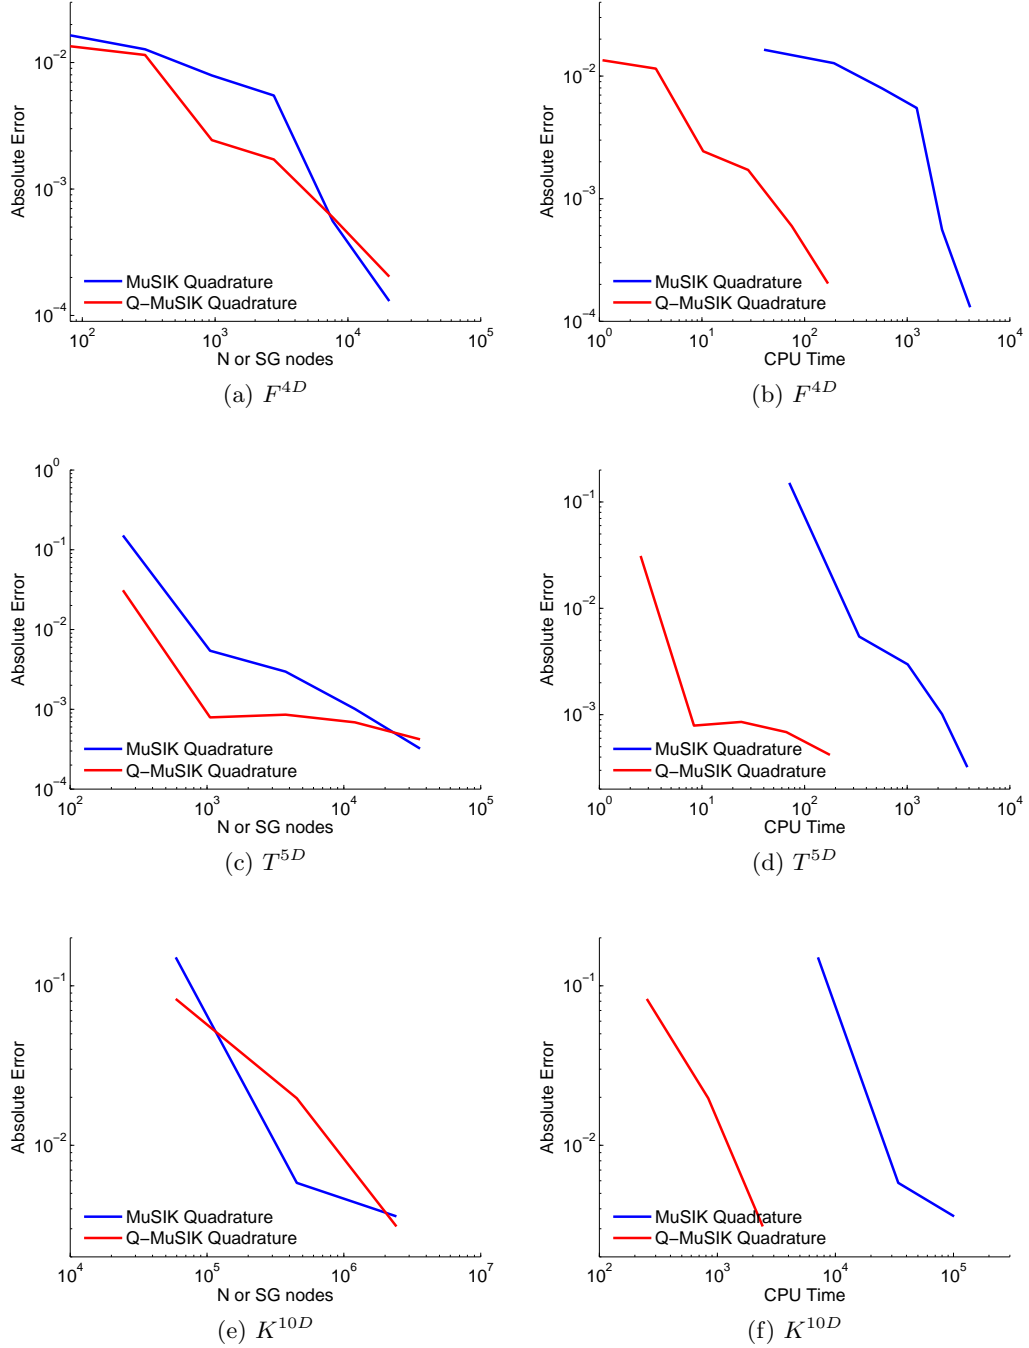 10^{-2}
10^{-3}
10^{-4}
Absolute Error
MuSIK Quadrature
Q−MuSIK Quadrature
10^2 10^3 10^4 10^5
N or SG nodes
(a) F^{4D}
10^{-2}
10^{-3}
10^{-4}
Absolute Error
MuSIK Quadrature
Q−MuSIK Quadrature
10^0 10^1 10^2 10^3 10^4
CPU Time
(b) F^{4D}
10^0
10^{-1}
10^{-2}
10^{-3}
10^{-4}
Absolute Error
MuSIK Quadrature
Q−MuSIK Quadrature
10^2 10^3 10^4 10^5
N or SG nodes
(c) T^{5D}
10^{-1}
10^{-2}
10^{-3}
Absolute Error
MuSIK Quadrature
Q−MuSIK Quadrature
10^0 10^1 10^2 10^3 10^4
CPU Time
(d) T^{5D}
10^{-1}
10^{-2}
Absolute Error
MuSIK Quadrature
Q−MuSIK Quadrature
10^4 10^5 10^6 10^7
N or SG nodes
(e) K^{10D}
10^{-1}
10^{-2}
Absolute Error
MuSIK Quadrature
Q−MuSIK Quadrature
10^2 10^3 10^4 10^5
CPU Time
(f) K^{10D}